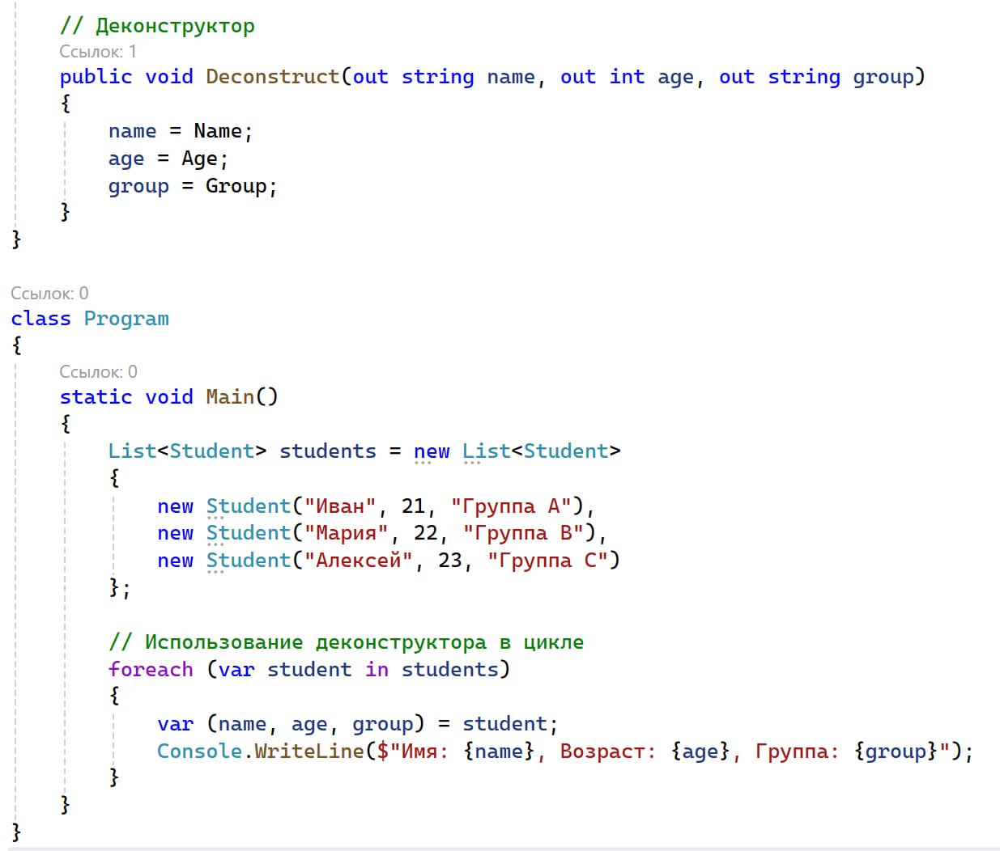 // Деконструктор
Ссылок: 1
public void Deconstruct(out string name, out int age, out string group)
{
name = Name;
age = Age;
group = Group;
}
}
Ссылок: 0
class Program
{
Ссылок: 0
static void Main()
{
List<Student> students = new List<Student>
{
new Student("Иван", 21, "Группа A"),
new Student("Мария", 22, "Группа B"),
new Student("Алексей", 23, "Группа C")
};
// Использование деконструктора в цикле
foreach (var student in students)
{
var (name, age, group) = student;
Console.WriteLine($"Имя: {name}, Возраст: {age}, Группа: {group}");
}
}
}